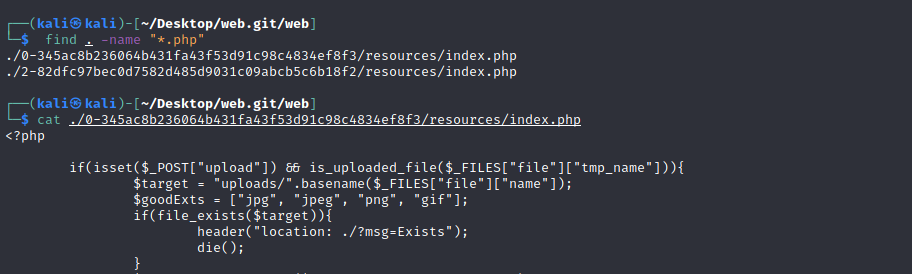 ┌──(kali㉿kali)-[~/Desktop/web.git/web]
└─$ find . -name "*.php"
./0-345ac8b236064b431fa43f53d91c98c4834ef8f3/resources/index.php
./2-82dfc97bec0d7582d485d9031c09abcb5c6b18f2/resources/index.php
┌──(kali㉿kali)-[~/Desktop/web.git/web]
└─$ cat ./0-345ac8b236064b431fa43f53d91c98c4834ef8f3/resources/index.php
<?php
if(isset($_POST["upload"]) && is_uploaded_file($_FILES["file"]["tmp_name"])){
$target = "uploads/".basename($_FILES["file"]["name"]);
$goodExts = ["jpg", "jpeg", "png", "gif"];
if(file_exists($target)){
header("location: ./?msg=Exists");
die();
}